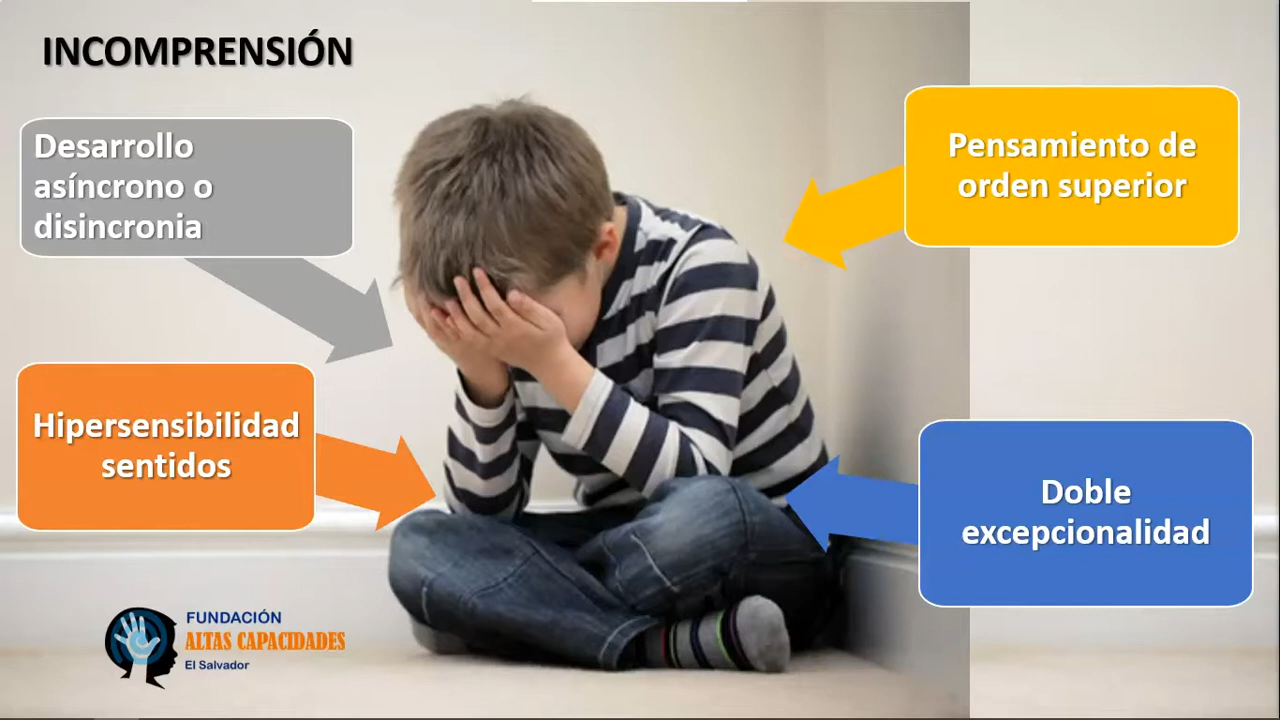 INCOMPRENSIÓN
Desarrollo
asíncrono o
disincronia
Pensamiento de
orden superior
Hipersensibilidad
sentidos
Doble
excepcionalidad
FUNDACIÓN
ALTAS CAPACIDADES
El Salvador